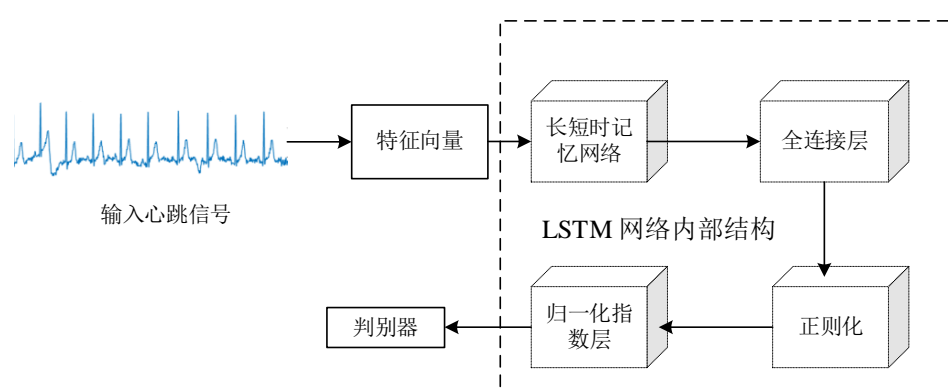 输入心跳信号
特征向量
长短时记
忆网络
全连接层
LSTM 网络内部结构
正则化
归一化指
数层
判别器